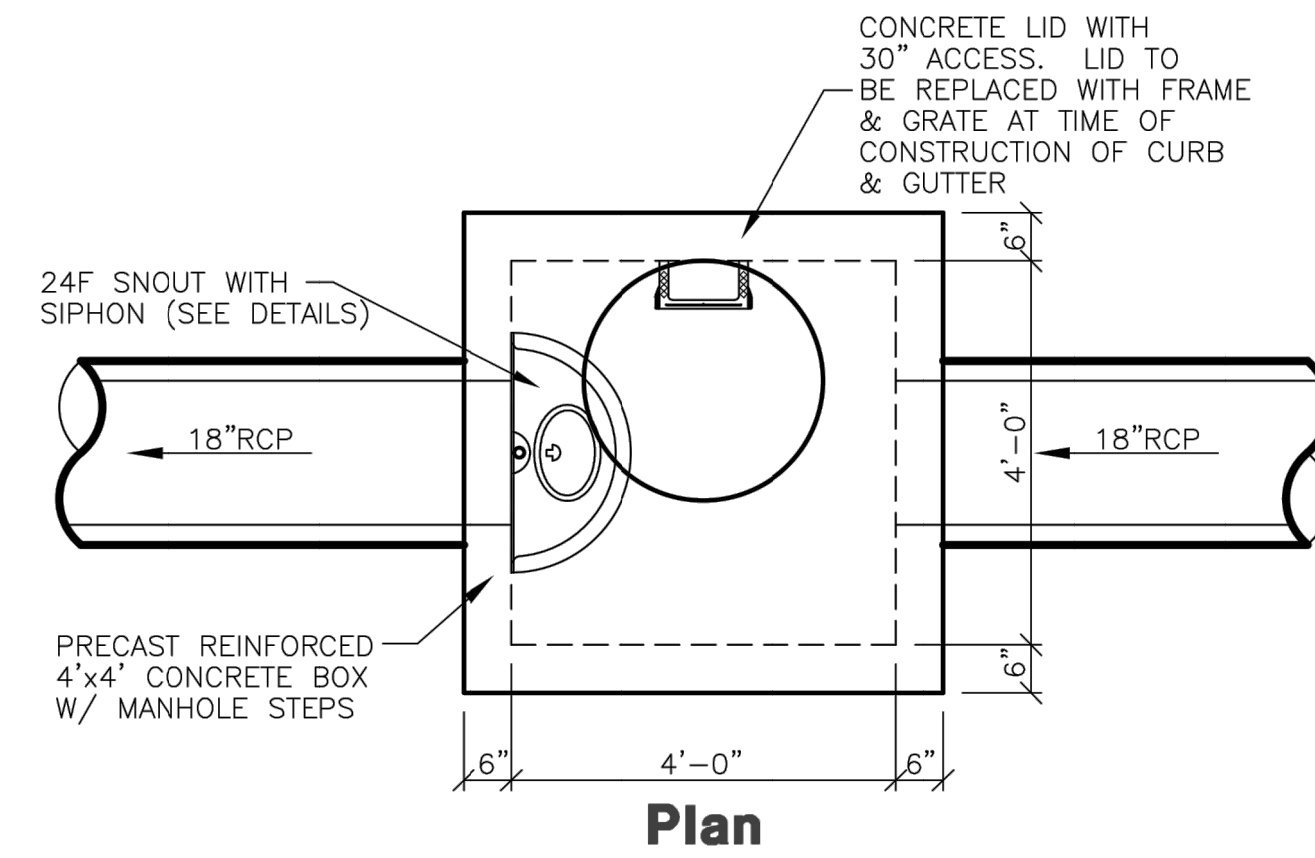 CONCRETE LID WITH
30" ACCESS. LID TO
BE REPLACED WITH FRAME
& GRATE AT TIME OF
CONSTRUCTION OF CURB
& GUTTER
6"
24F SNOUT WITH
SIPHON (SEE DETAILS)
18"RCP
18"RCP
4'-0"
PRECAST REINFORCED
4'x4' CONCRETE BOX
W/ MANHOLE STEPS
6"
6"
4'-0"
6"
Plan